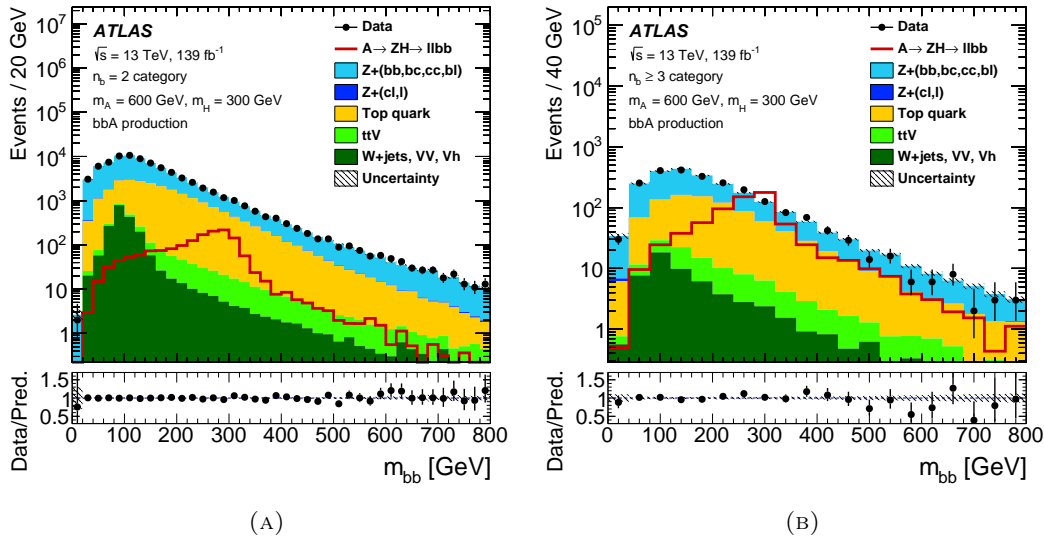 Events / 20 GeV
10⁷
10⁶
10⁵
10⁴
10³
10²
10
1
ATLAS
√s = 13 TeV, 139 fb⁻¹
n_b = 2 category
m_A = 600 GeV, m_H = 300 GeV
bbA production
Data
A→ ZH→ llbb
Z+(bb,bc,cc,bl)
Z+(cl,l)
Top quark
ttV
W+jets, VV, Vh
Uncertainty
Data/Pred.
1.5
1
0.5
0 100 200 300 400 500 600 700 800
m_bb [GeV]
(A)
Events / 40 GeV
10⁵
10⁴
10³
10²
10
1
ATLAS
√s = 13 TeV, 139 fb⁻¹
n_b ≥ 3 category
m_A = 600 GeV, m_H = 300 GeV
bbA production
Data
A→ ZH→ llbb
Z+(bb,bc,cc,bl)
Z+(cl,l)
Top quark
ttV
W+jets, VV, Vh
Uncertainty
Data/Pred.
1.5
1
0.5
0 100 200 300 400 500 600 700 800
m_bb [GeV]
(B)